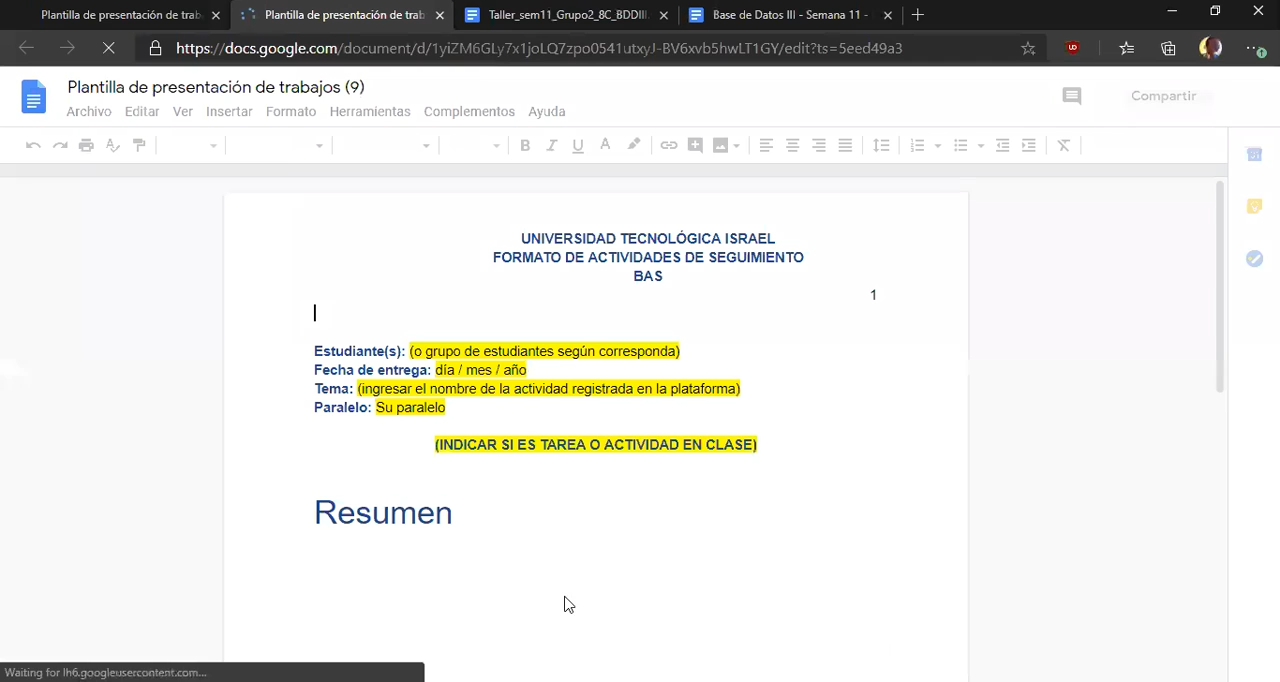 Plantilla de presentación de trab
Plantilla de presentación de trab
Taller_sem11_Grupo2_8C_BDDIII.
Base de Datos III - Semana 11 -
https://docs.google.com/document/d/1yiZM6GLy7x1joLQ7zpo0541utxyJ-BV6xvb5hwLT1GY/edit?ts=5eed49a3
Plantilla de presentación de trabajos (9)
Archivo Editar Ver Insertar Formato Herramientas Complementos Ayuda
Compartir
UNIVERSIDAD TECNOLÓGICA ISRAEL
FORMATO DE ACTIVIDADES DE SEGUIMIENTO
BAS
1
Estudiante(s): (o grupo de estudiantes según corresponda)
Fecha de entrega: día / mes / año
Tema: (ingresar el nombre de la actividad registrada en la plataforma)
Paralelo: Su paralelo
(INDICAR SI ES TAREA O ACTIVIDAD EN CLASE)
Resumen
Waiting for lh6.googleusercontent.com...